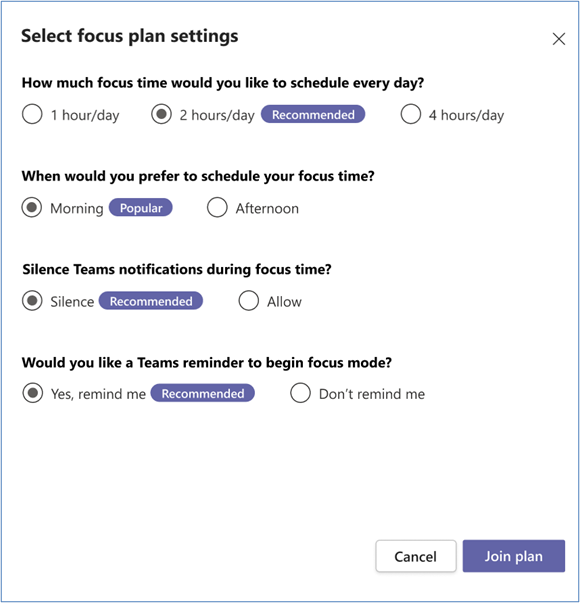 Select focus plan settings
How much focus time would you like to schedule every day?
1 hour/day 2 hours/day Recommended 4 hours/day
When would you prefer to schedule your focus time?
Morning Popular Afternoon
Silence Teams notifications during focus time?
Silence Recommended Allow
Would you like a Teams reminder to begin focus mode?
Yes, remind me Recommended Don’t remind me
Cancel Join plan